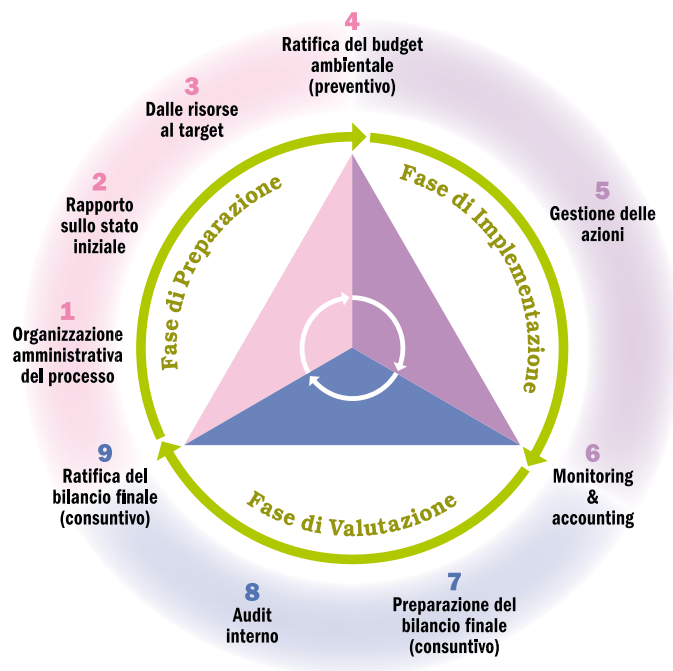 4
Ratifica del budget
ambientale
(preventivo)
3
Dalle risorse
al target
2
Rapporto
sullo stato
iniziale
1
Organizzazione
amministrativa
del processo
Fase di Preparazione
Fase di Implementazione
5
Gestione delle
azioni
6
Monitoring
&
accounting
Fase di Valutazione
7
Preparazione del
bilancio finale
(consuntivo)
8
Audit
interno
9
Ratifica del
bilancio finale
(consuntivo)